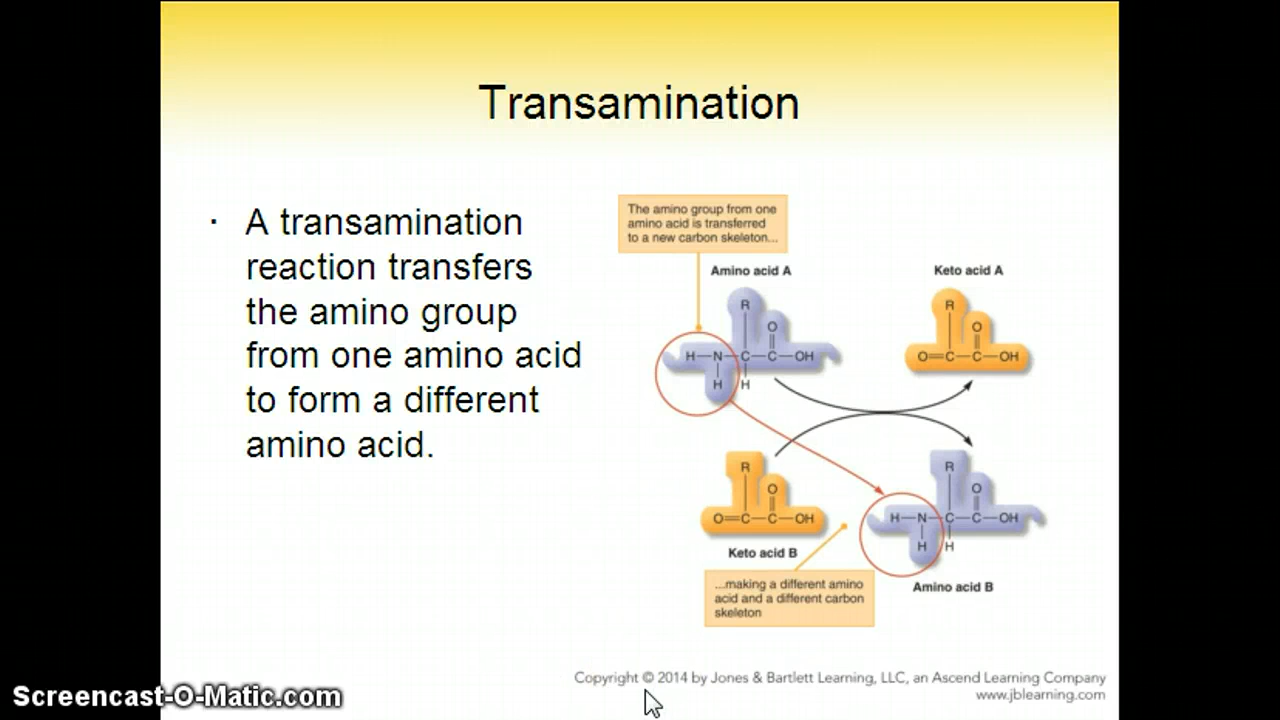 Transamination
· A transamination
reaction transfers
the amino group
from one amino acid
to form a different
amino acid.
The amino group from one
amino acid is transferred
to a new carbon skeleton...
Amino acid A
R
O
H—N—C—C—OH
H H
Keto acid A
R
O
O=C—C—OH
R
O
O=C—C—OH
Keto acid B
R
O
H—N—C—C—OH
H H
Amino acid B
...making a different amino
acid and a different carbon
skeleton
Copyright © 2014 by Jones & Bartlett Learning, LLC, an Ascend Learning Company
www.jblearning.com
Screencast-O-Matic.com